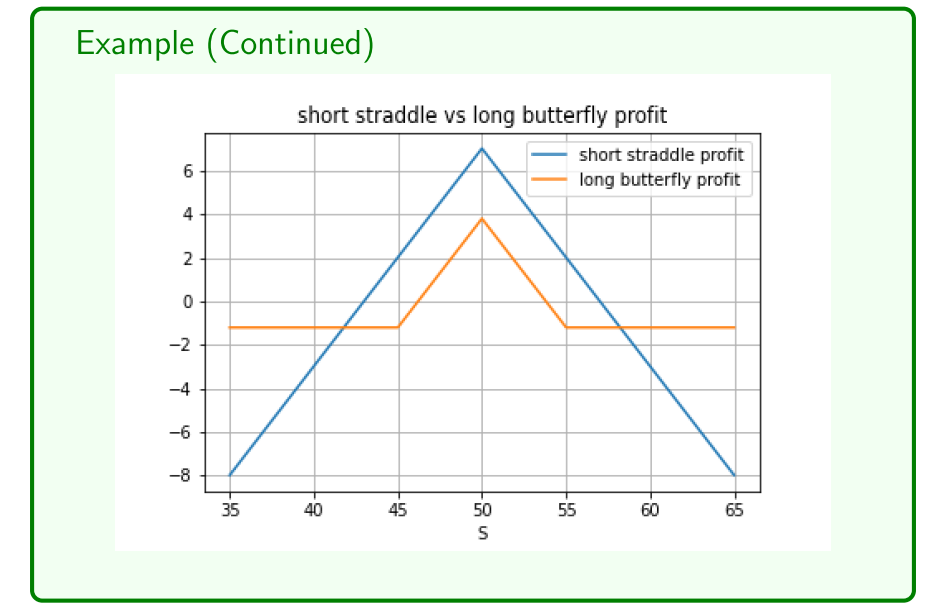 Example (Continued)
short straddle vs long butterfly profit
short straddle profit
long butterfly profit
6
4
2
0
−2
−4
−6
−8
35 40 45 50 55 60 65
S